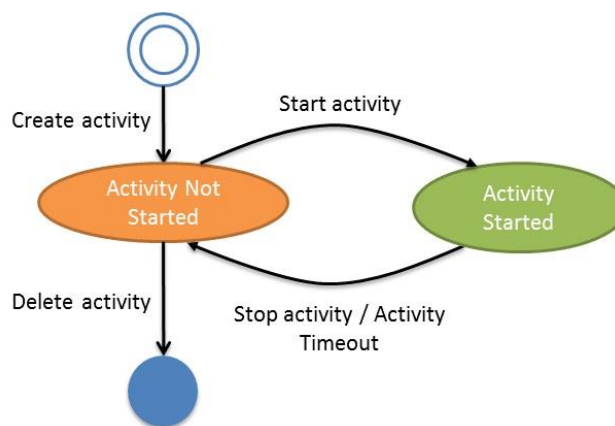 Create activity
Start activity
Activity Not
Started
Activity
Started
Delete activity
Stop activity / Activity
Timeout